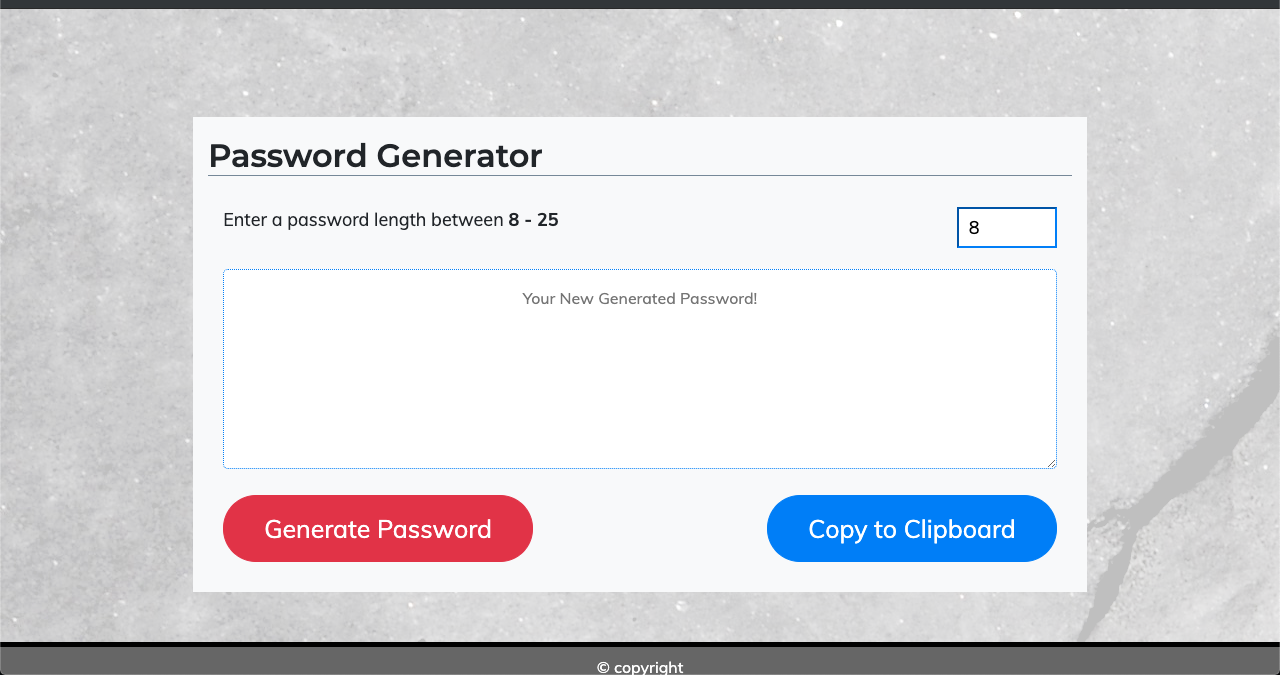 Password Generator
Enter a password length between 8 - 25
8
Your New Generated Password!
Generate Password
Copy to Clipboard
© copyright